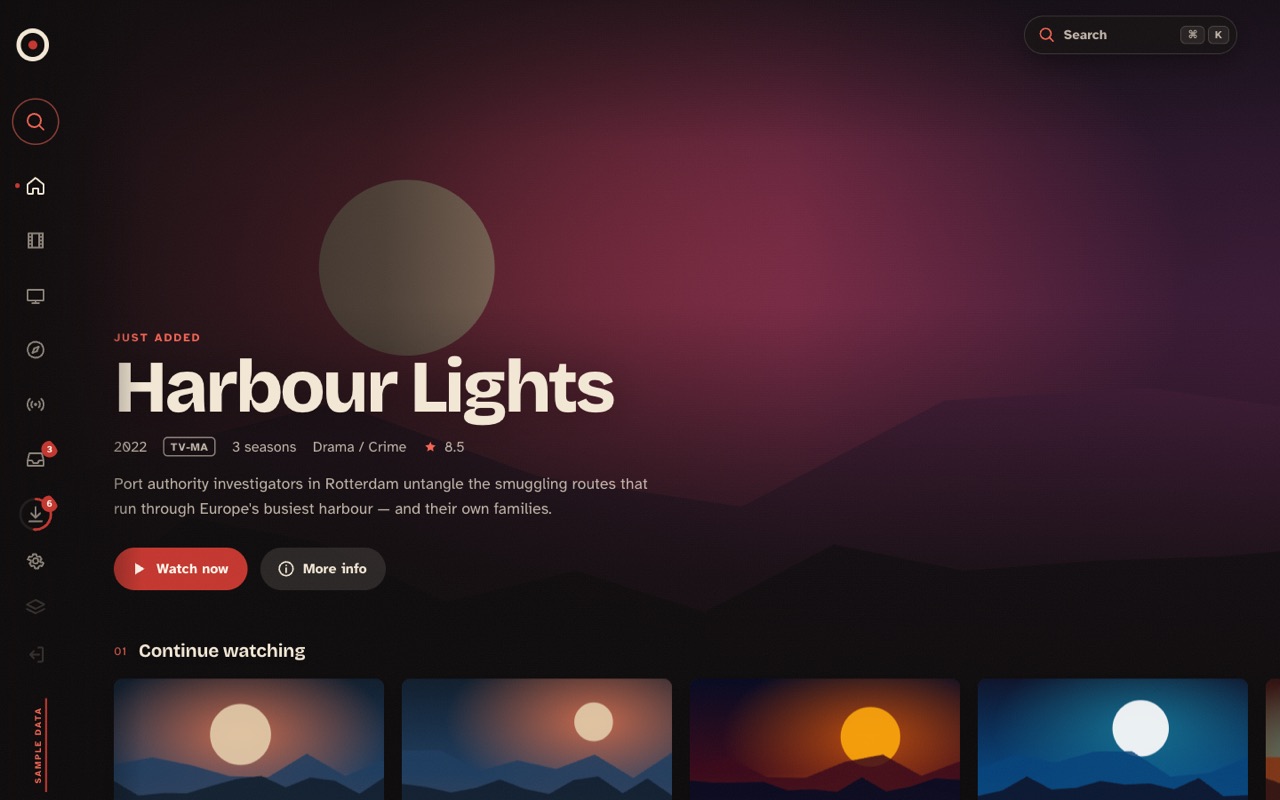 Search ⌘ K
JUST ADDED
Harbour Lights
2022 TV-MA 3 seasons Drama / Crime ★ 8.5
Port authority investigators in Rotterdam untangle the smuggling routes that
run through Europe's busiest harbour — and their own families.
Watch now More info
3
6
01 Continue watching
SAMPLE DATA